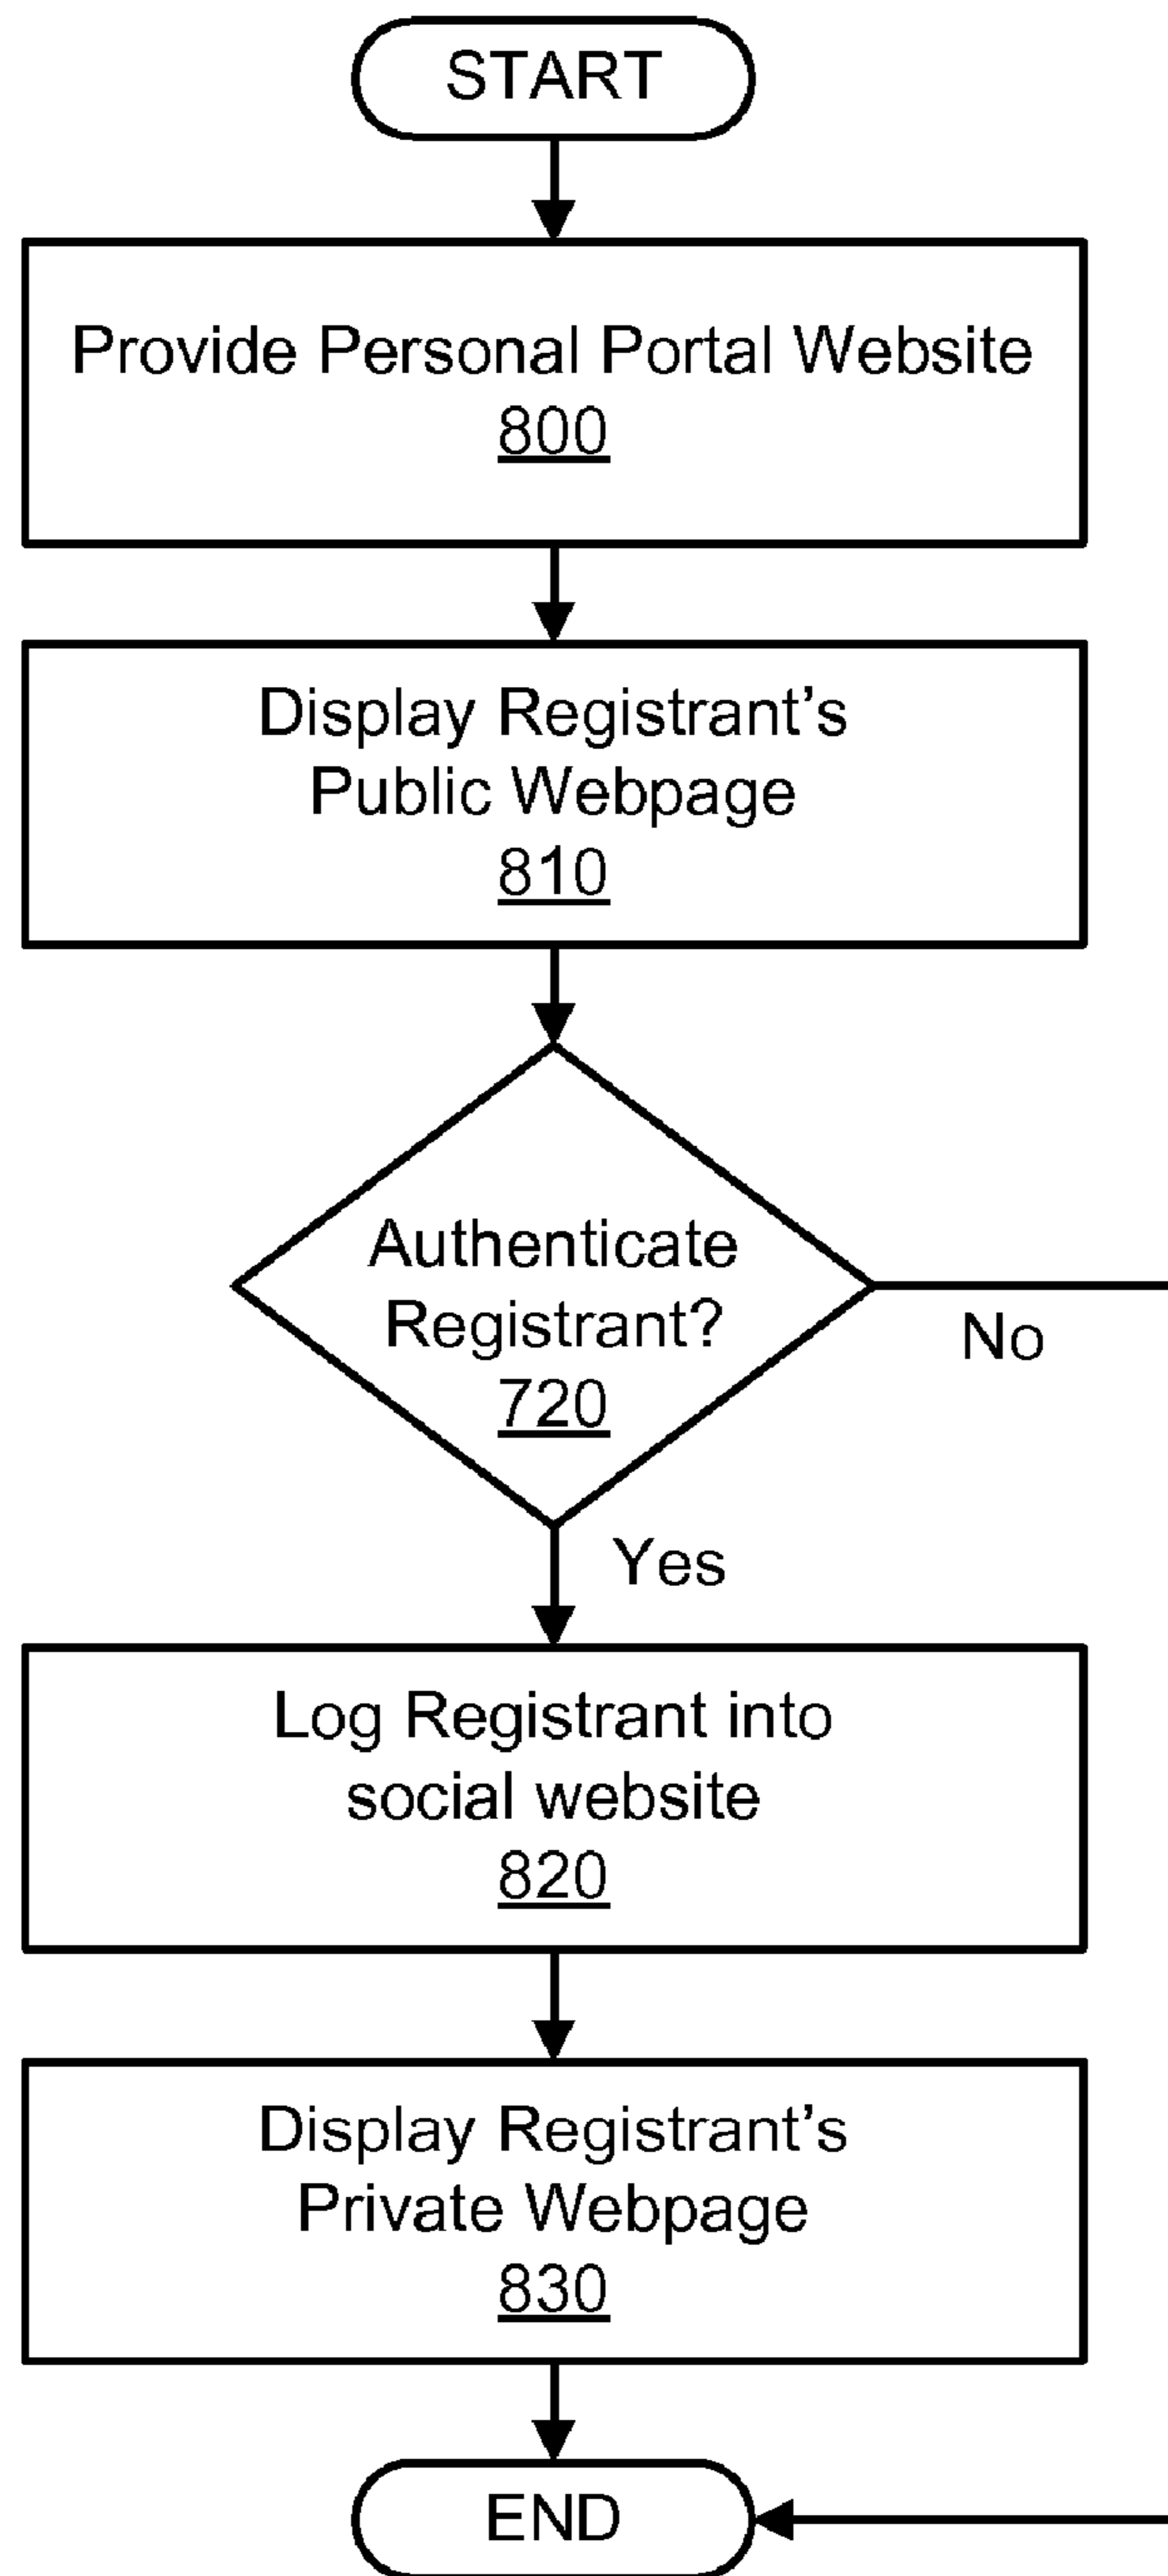 START
Provide Personal Portal Website
800
Display Registrant's
Public Webpage
810
Authenticate
Registrant?
720
No
Yes
Log Registrant into
social website
820
Display Registrant's
Private Webpage
830
END